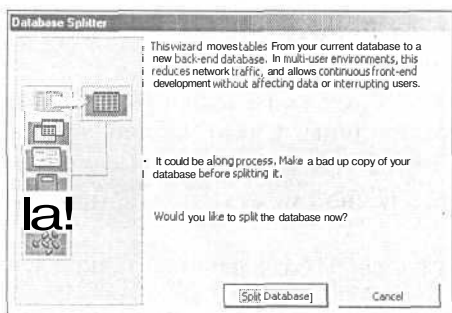 Database Splitter
This wizard moves tables From your current database to a
new back-end database. In multi-user environments, this
reduces network traffic, and allows continuous front-end
development without affecting data or interrupting users.
It could be a long process. Make a bad up copy of your
database before splitting it.
la!
Would you like to split the database now?
Split Database]
Cancel